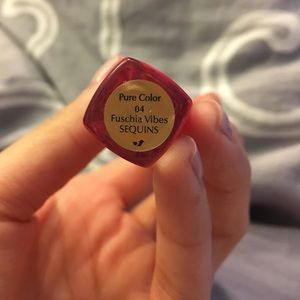 Pure Color
04
Fuschia Vibes
SEQUINS